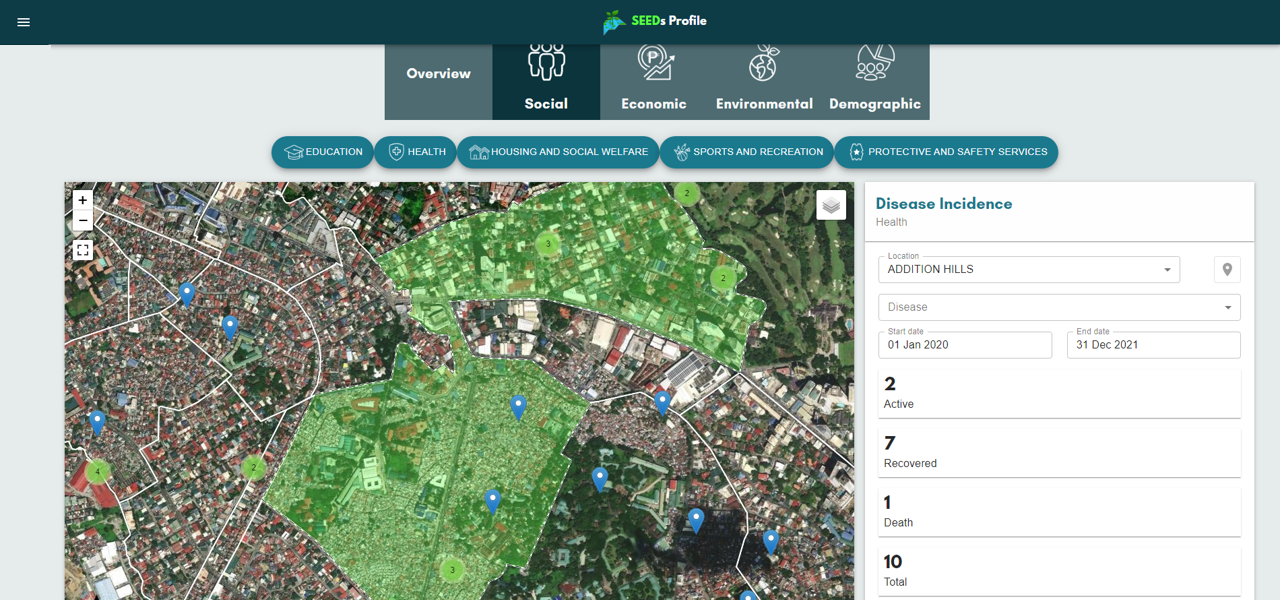 SEEDs Profile
Overview
Social
Economic
Environmental
Demographic
EDUCATION
HEALTH
HOUSING AND SOCIAL WELFARE
SPORTS AND RECREATION
PROTECTIVE AND SAFETY SERVICES
+
−
2
3
2
4
2
3
Disease Incidence
Health
Location
ADDITION HILLS
Disease
Start date
01 Jan 2020
End date
31 Dec 2021
2
Active
7
Recovered
1
Death
10
Total